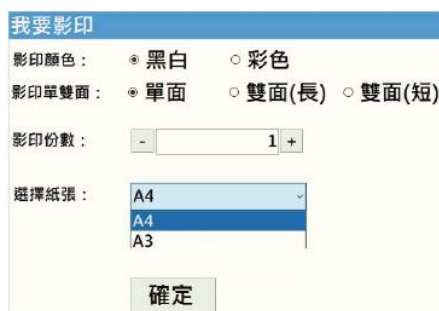 我要影印
影印顏色： 黑白 彩色
影印單雙面： 單面 雙面(長) 雙面(短)
影印份數： - 1 +
選擇紙張： A4
A4
A3
確定